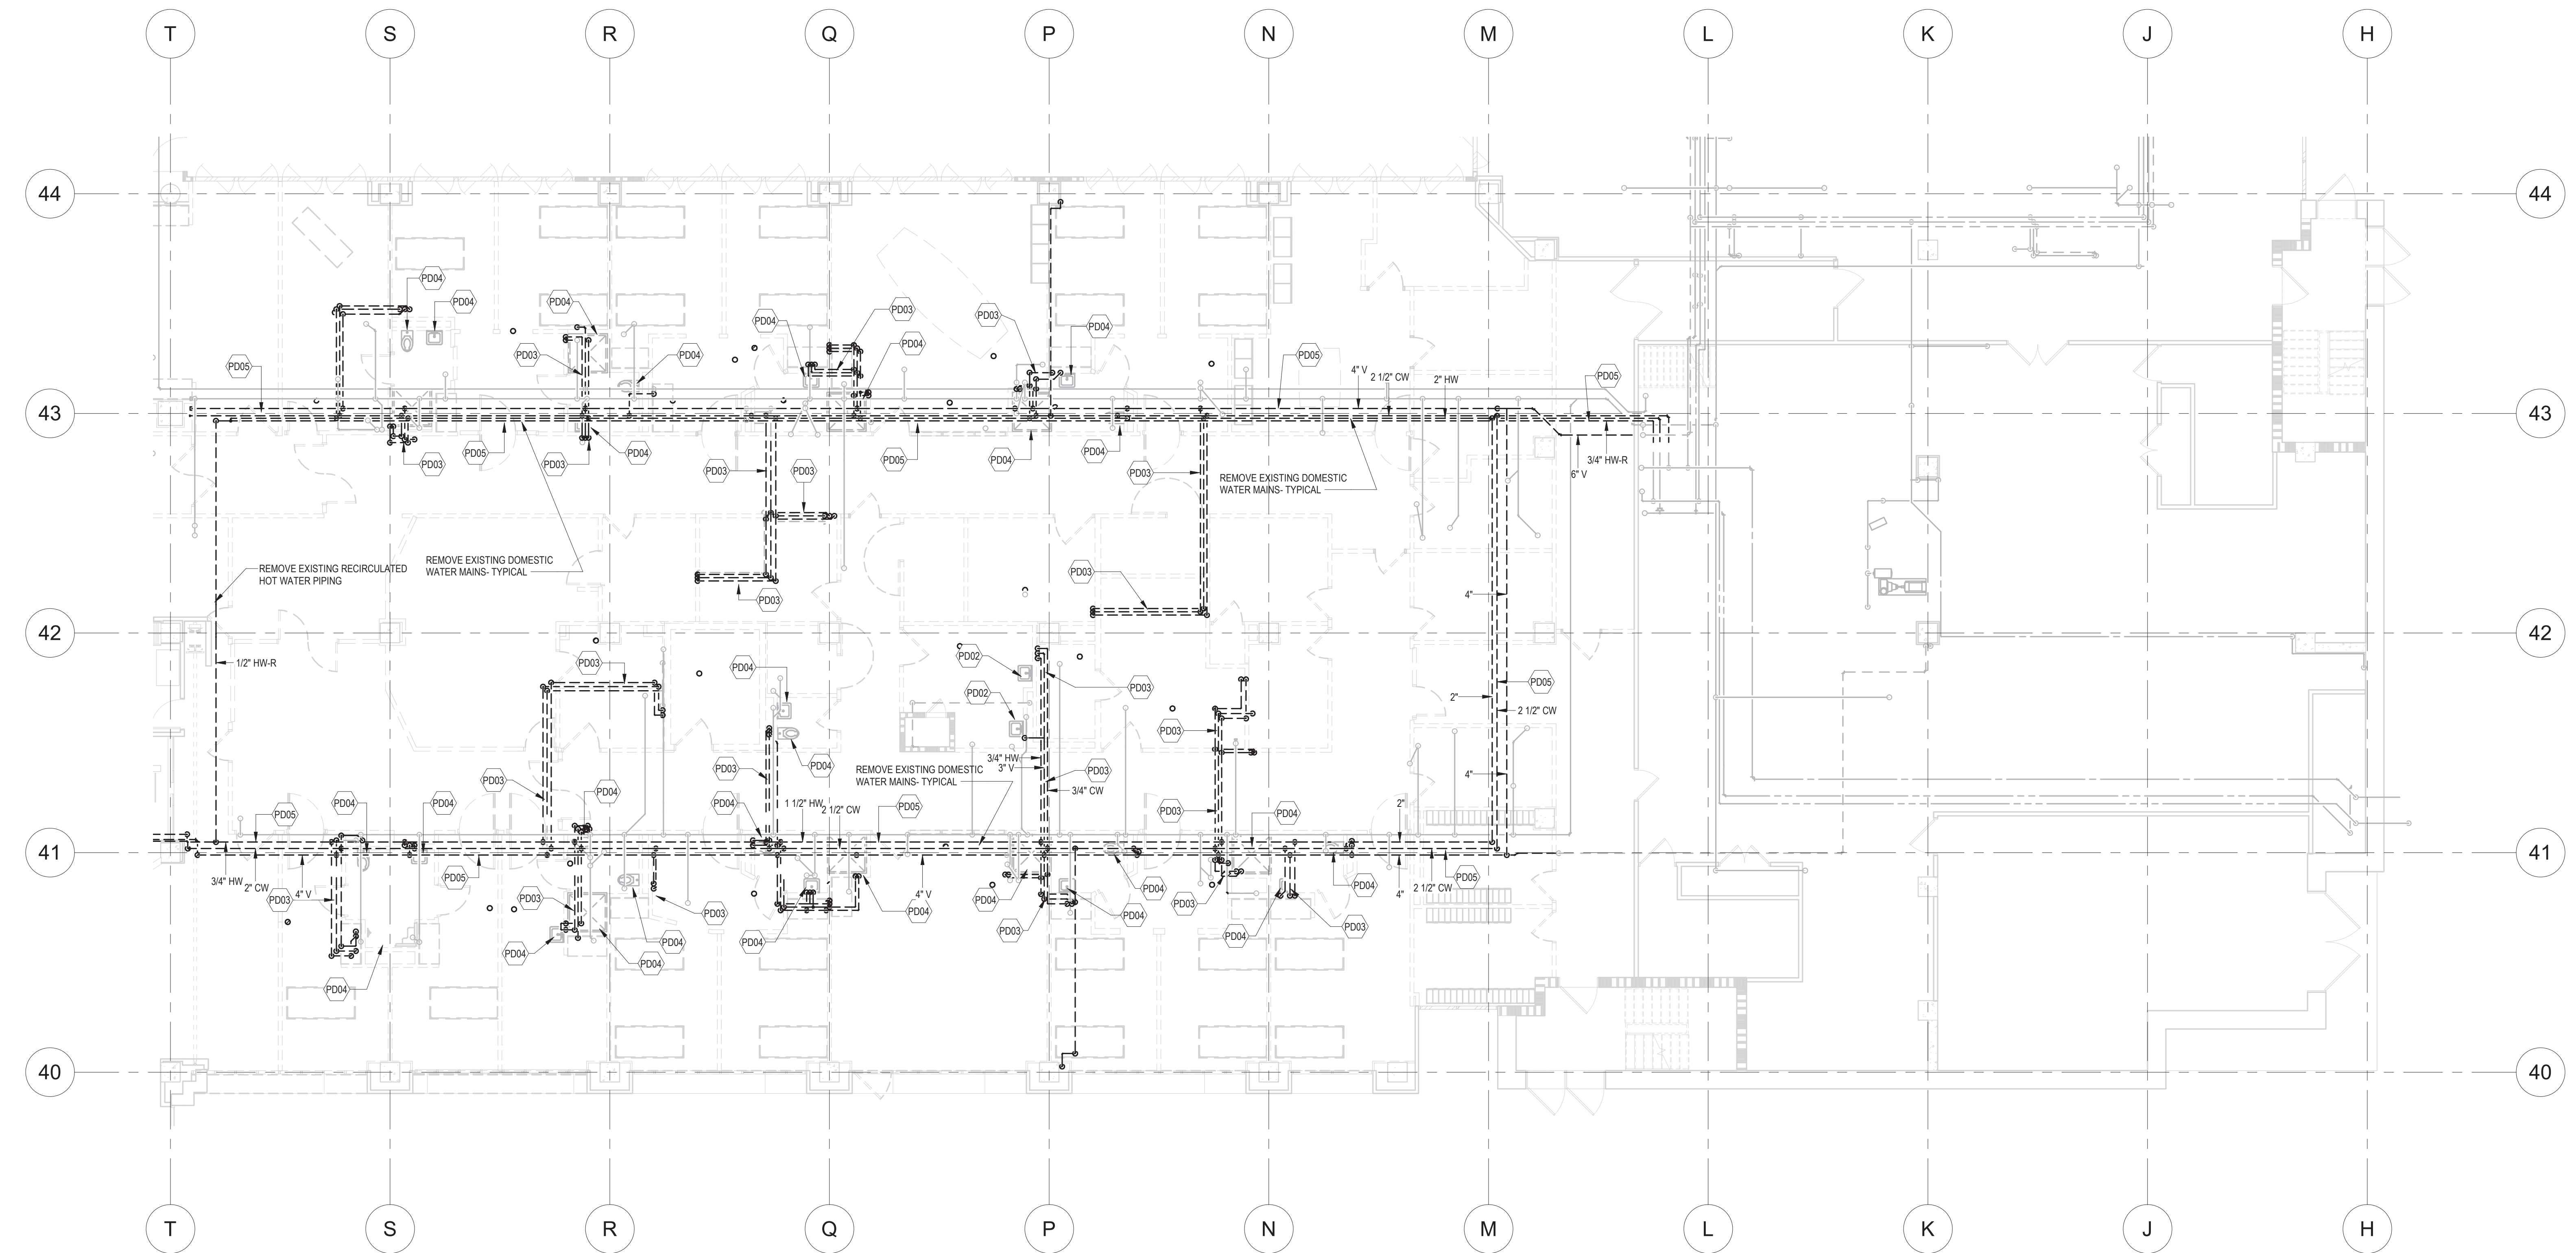 T S R Q P N M L K J H
44 44
PD04
PD04
PD04
PD03
PD03
PD04
PD04
PD03
PD04
PD04
PD05
PD05
4" V
2 1/2" CW
2" HW
PD05
PD05
43 43
PD03
PD05
PD03
PD04
PD03
PD03
PD05
PD04
PD04
PD03
3/4" HW-R
6" V
REMOVE EXISTING DOMESTIC
WATER MAINS- TYPICAL
REMOVE EXISTING RECIRCULATED
HOT WATER PIPING
REMOVE EXISTING DOMESTIC
WATER MAINS- TYPICAL
PD03
PD03
4"
42 42
1/2" HW-R
PD03
PD04
PD02
PD02
PD03
PD05
2"
2 1/2" CW
PD03
PD04
PD03
PD03
REMOVE EXISTING DOMESTIC
WATER MAINS- TYPICAL
3/4" HW
3" V
PD03
3/4" CW
4"
PD04
PD04
PD04
PD04
1 1/2" HW
2 1/2" CW
PD05
PD03
PD04
2"
PD05
41 41
3/4" HW
2" CW
4" V
PD03
PD05
PD03
PD04
PD04
PD04
PD03
PD04
4" V
PD04
PD04
PD03
PD04
PD04
PD03
PD04
PD03
PD04
4"
2 1/2" CW
PD05
PD04
40 40
T S R Q P N M L K J H